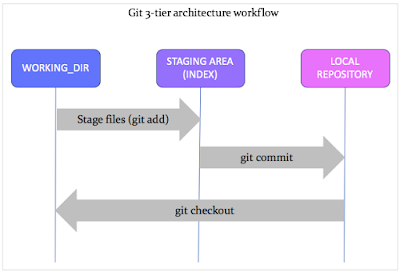 Git 3-tier architecture workflow
WORKING_DIR
STAGING AREA
(INDEX)
LOCAL
REPOSITORY
Stage files (git add)
git commit
git checkout